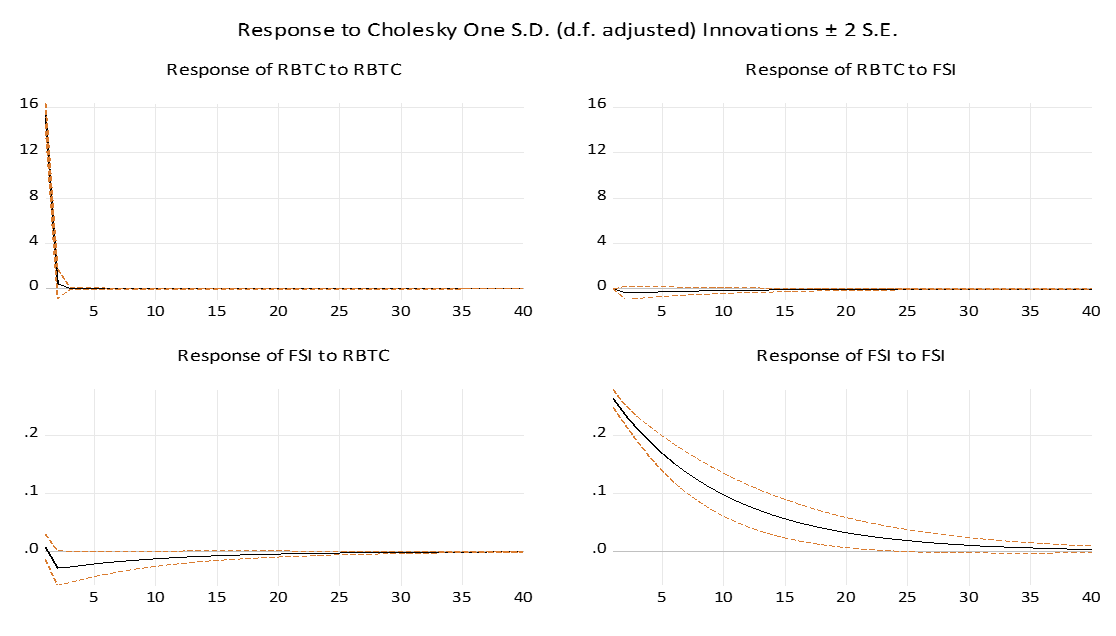 Response to Cholesky One S.D. (d.f. adjusted) Innovations ± 2 S.E.
Response of RBTC to RBTC
16
12
8
4
0
5 10 15 20 25 30 35 40
Response of RBTC to FSI
16
12
8
4
0
5 10 15 20 25 30 35 40
Response of FSI to RBTC
.2
.1
.0
5 10 15 20 25 30 35 40
Response of FSI to FSI
.2
.1
.0
5 10 15 20 25 30 35 40